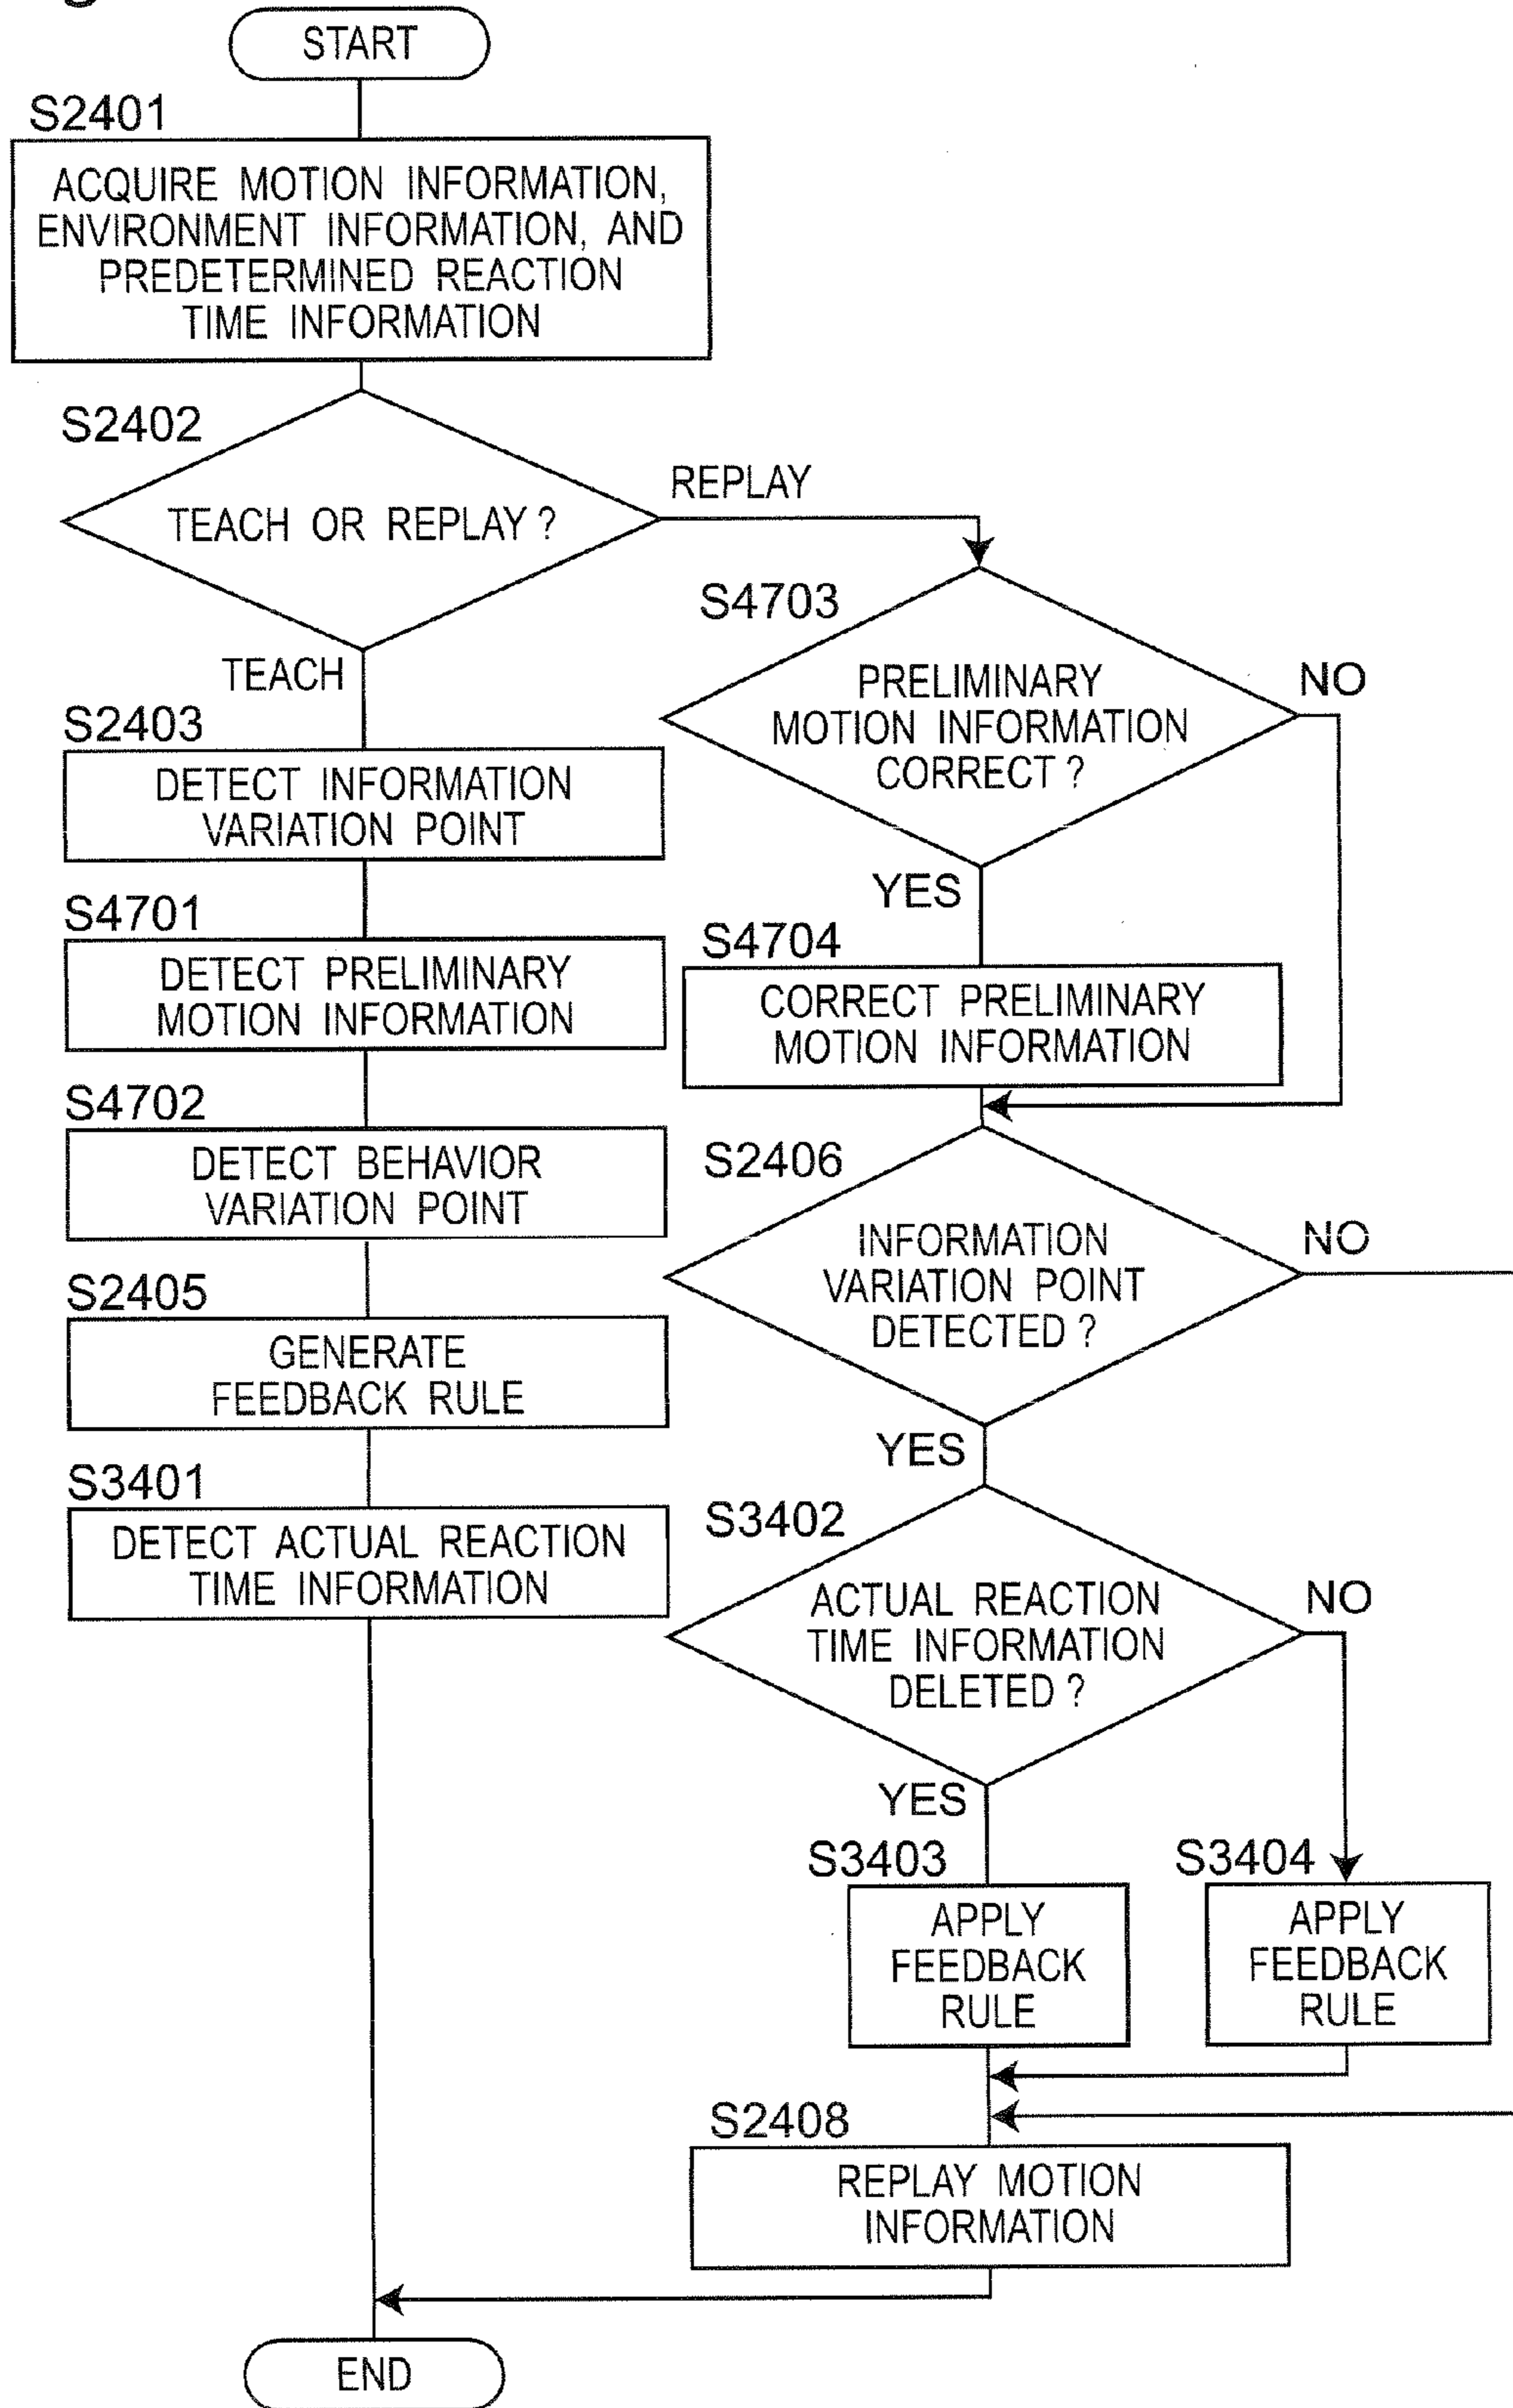 START
S2401
ACQUIRE MOTION INFORMATION,
ENVIRONMENT INFORMATION, AND
PREDETERMINED REACTION
TIME INFORMATION
S2402
TEACH OR REPLAY ?
REPLAY
TEACH
S2403
DETECT INFORMATION
VARIATION POINT
S4701
DETECT PRELIMINARY
MOTION INFORMATION
S4702
DETECT BEHAVIOR
VARIATION POINT
S2405
GENERATE
FEEDBACK RULE
S3401
DETECT ACTUAL REACTION
TIME INFORMATION
S4703
PRELIMINARY
MOTION INFORMATION
CORRECT ?
NO
YES
S4704
CORRECT PRELIMINARY
MOTION INFORMATION
S2406
INFORMATION
VARIATION POINT
DETECTED ?
NO
YES
S3402
ACTUAL REACTION
TIME INFORMATION
DELETED ?
NO
YES
S3403
APPLY
FEEDBACK
RULE
S3404
APPLY
FEEDBACK
RULE
S2408
REPLAY MOTION
INFORMATION
END